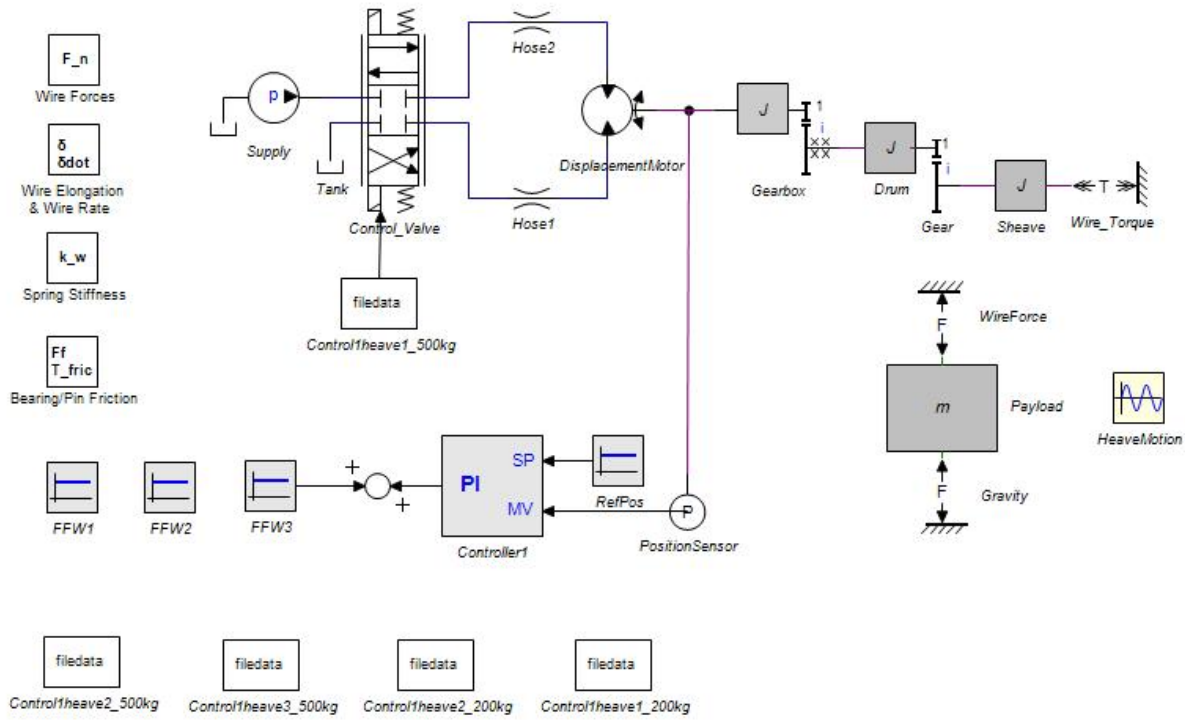 F_n
Wire Forces
δ
δdot
Wire Elongation
& Wire Rate
k_w
Spring Stiffness
Ff
T_fric
Bearing/Pin Friction
p
Supply
Tank
Control_Valve
Hose2
Hose1
DisplacementMotor
J
1
i
Gearbox
J
Drum
1
i
Gear
J
Sheave
T
Wire_Torque
filedata
Control1heave1_500kg
F
WireForce
m
Payload
F
Gravity
HeaveMotion
FFW1
FFW2
FFW3
+
+
PI
SP
MV
Controller1
RefPos
P
PositionSensor
filedata
Control1heave2_500kg
filedata
Control1heave3_500kg
filedata
Control1heave2_200kg
filedata
Control1heave1_200kg